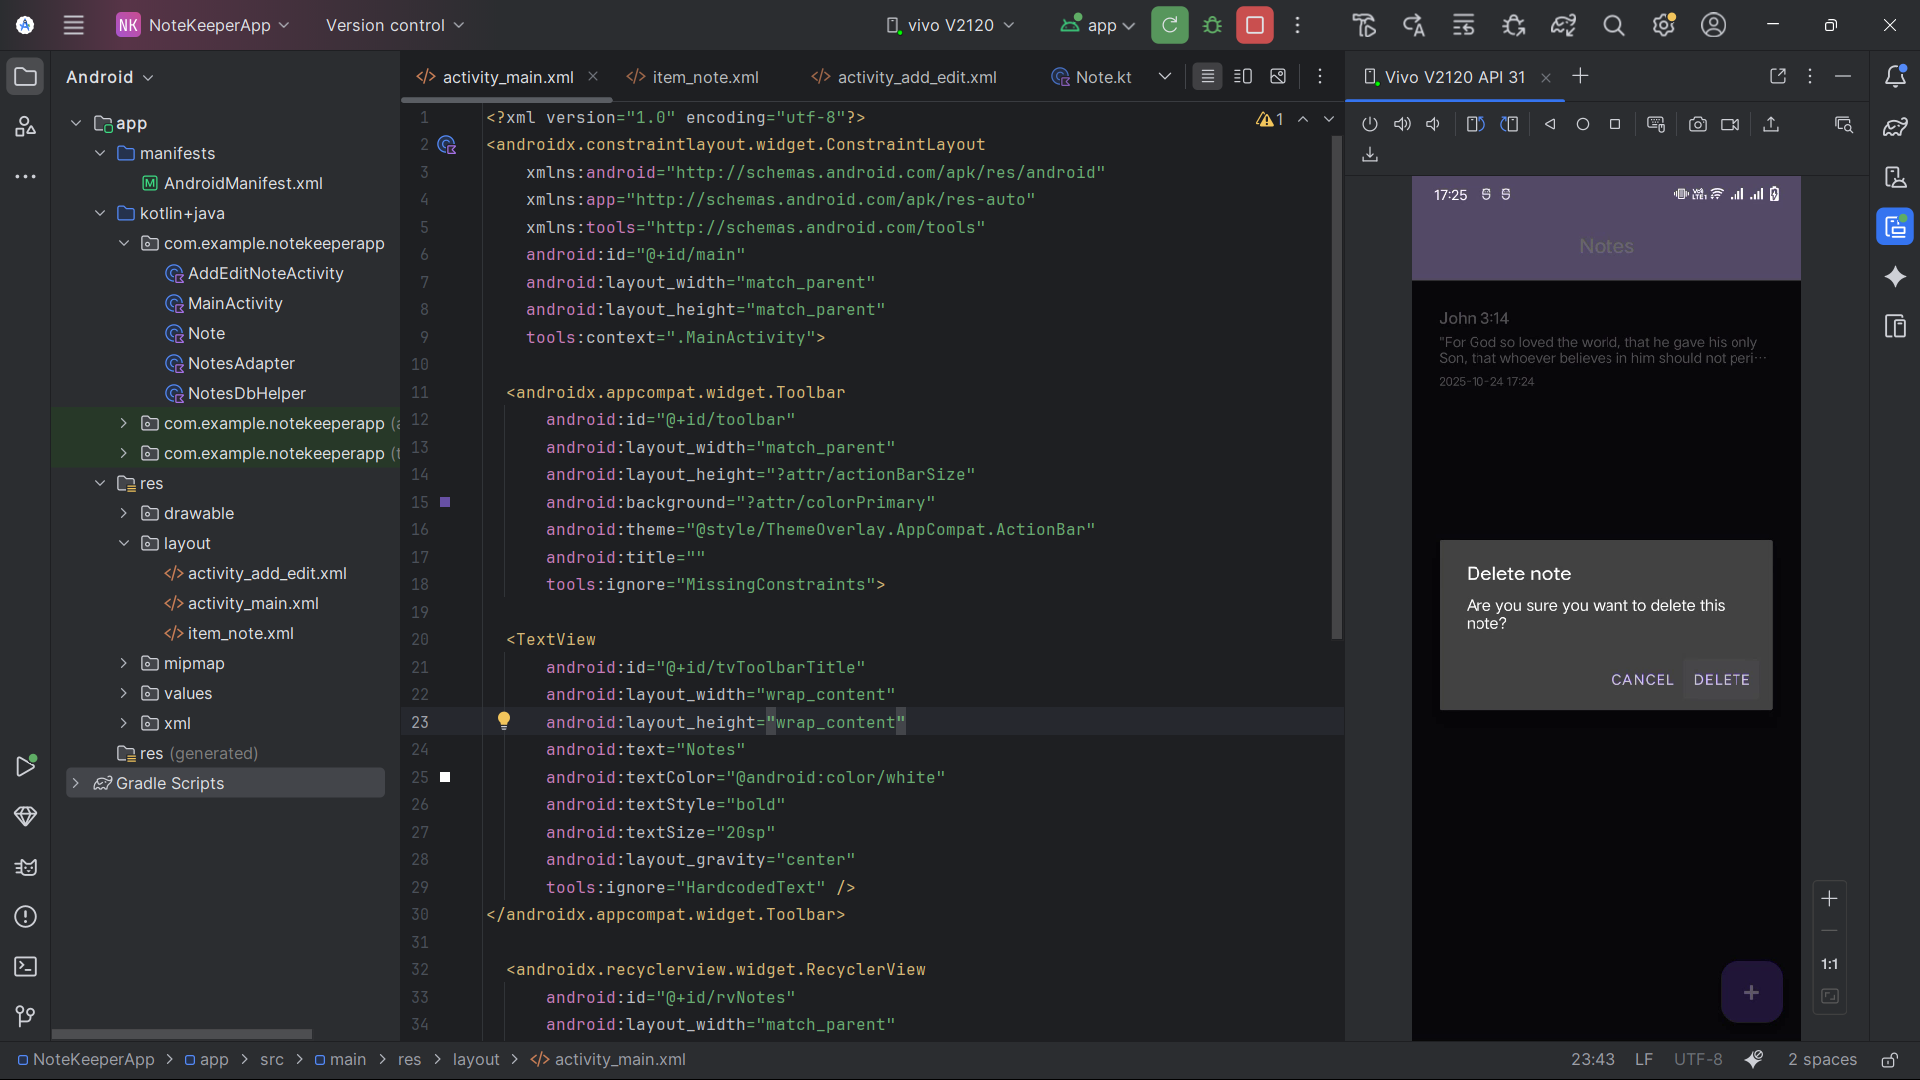 NK NoteKeeperApp Version control vivo V2120 app
Android
app
manifests
AndroidManifest.xml
kotlin+java
com.example.notekeeperapp
AddEditNoteActivity
MainActivity
Note
NotesAdapter
NotesDbHelper
com.example.notekeeperapp (a
com.example.notekeeperapp (t
res
drawable
layout
activity_add_edit.xml
activity_main.xml
item_note.xml
mipmap
values
xml
res (generated)
Gradle Scripts
activity_main.xml item_note.xml activity_add_edit.xml Note.kt
1
1 <?xml version="1.0" encoding="utf-8"?>
2 <androidx.constraintlayout.widget.ConstraintLayout
3 xmlns:android="http://schemas.android.com/apk/res/android"
4 xmlns:app="http://schemas.android.com/apk/res-auto"
5 xmlns:tools="http://schemas.android.com/tools"
6 android:id="@+id/main"
7 android:layout_width="match_parent"
8 android:layout_height="match_parent"
9 tools:context=".MainActivity">
10
11 <androidx.appcompat.widget.Toolbar
12 android:id="@+id/toolbar"
13 android:layout_width="match_parent"
14 android:layout_height="?attr/actionBarSize"
15 android:background="?attr/colorPrimary"
16 android:theme="@style/ThemeOverlay.AppCompat.ActionBar"
17 android:title=""
18 tools:ignore="MissingConstraints">
19
20 <TextView
21 android:id="@+id/tvToolbarTitle"
22 android:layout_width="wrap_content"
23 android:layout_height="wrap_content"
24 android:text="Notes"
25 android:textColor="@android:color/white"
26 android:textStyle="bold"
27 android:textSize="20sp"
28 android:layout_gravity="center"
29 tools:ignore="HardcodedText" />
30 </androidx.appcompat.widget.Toolbar>
31
32 <androidx.recyclerview.widget.RecyclerView
33 android:id="@+id/rvNotes"
34 android:layout_width="match_parent"
Vivo V2120 API 31
17:25
Notes
John 3:14
"For God so loved the world, that he gave his only
Son, that whoever believes in him should not peri···
2025-10-24 17:24
Delete note
Are you sure you want to delete this
note?
CANCEL DELETE
+
1:1
NoteKeeperApp > app > src > main > res > layout > activity_main.xml
23:43 LF UTF-8 2 spaces